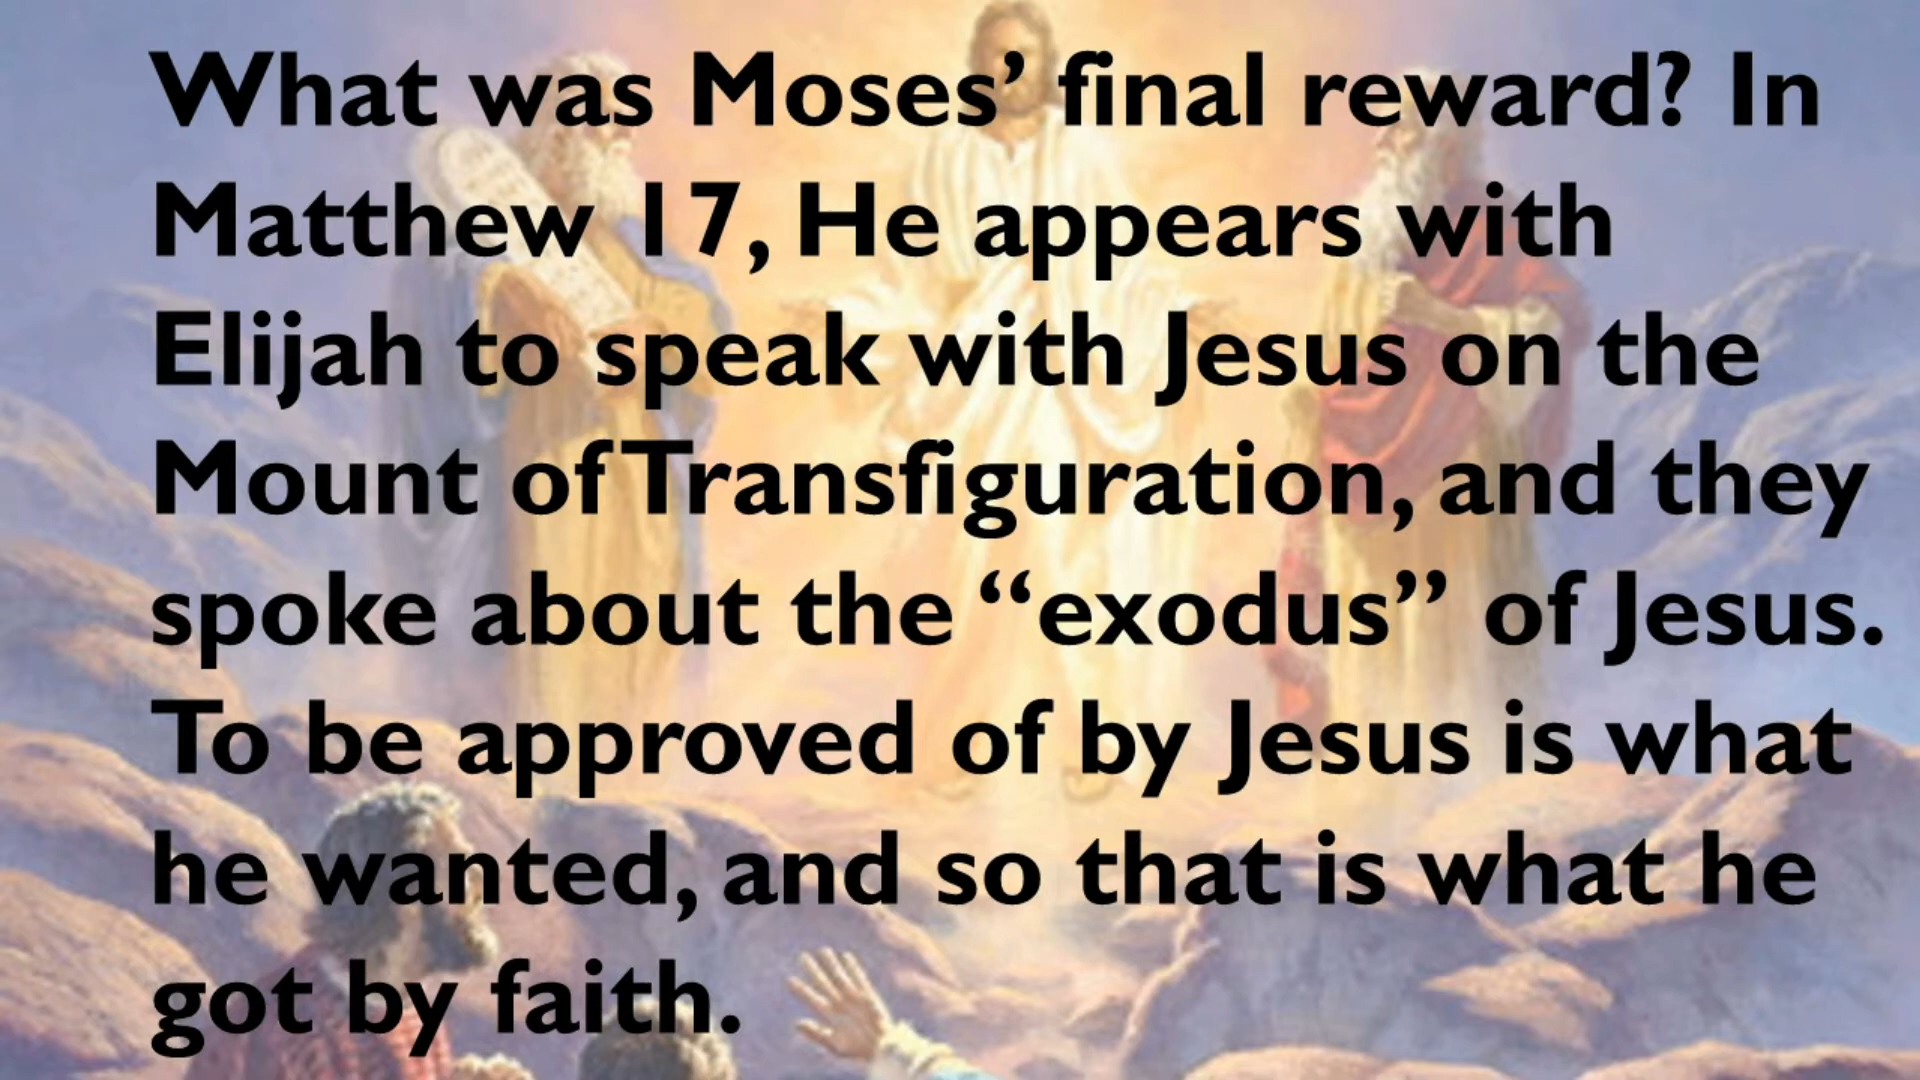 What was Moses’ final reward? In
Matthew 17, He appears with
Elijah to speak with Jesus on the
Mount of Transfiguration, and they
spoke about the “exodus” of Jesus.
To be approved of by Jesus is what
he wanted, and so that is what he
got by faith.